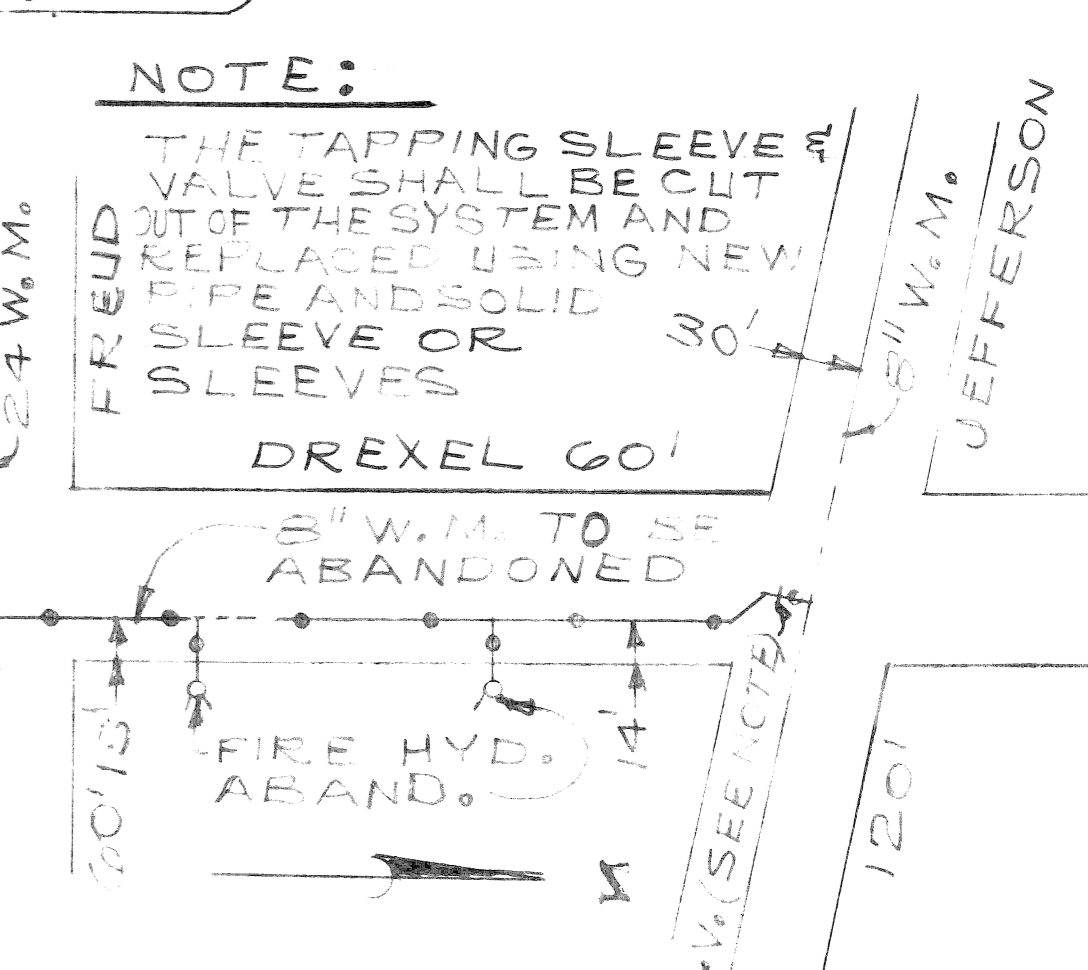 NOTE:
THE TAPPING SLEEVE &
VALVE SHALL BE CUT
OUT OF THE SYSTEM AND
REPLACED USING NEW
PIPE AND SOLID
SLEEVE OR
SLEEVES
24 W.M.
FREUD
30'
8" W.M.
JEFFERSON
DREXEL 60'
8" W.M. TO BE
ABANDONED
FIRE HYD.
ABAND.
60'
14'
V. (SEE NOTE)
120'
N